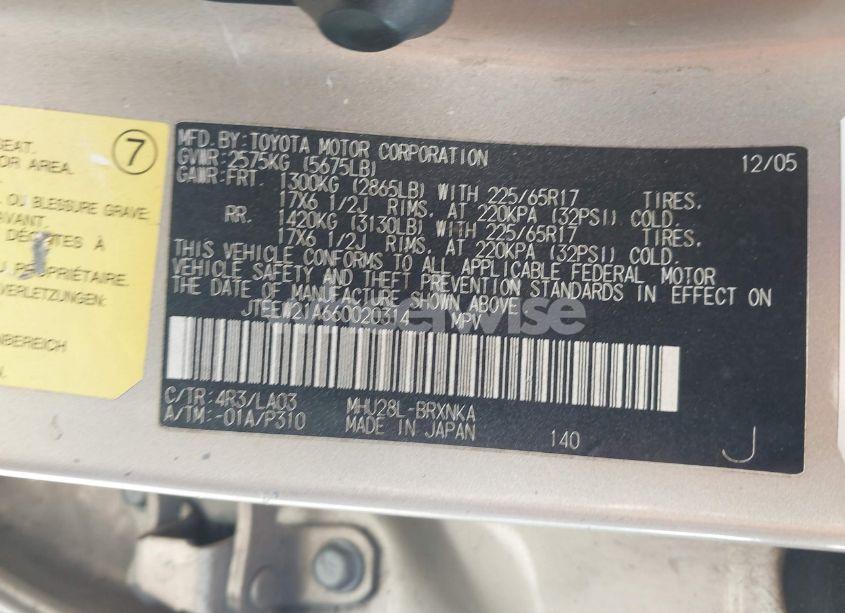 SEAT.
OR AREA.
OU BLESSURE GRAVE
AVANT.
DÉCRITES À
PROPRIÉTAIRE.
VERLETZUNGEN:
NBEREICH
N.
7
MFD. BY: TOYOTA MOTOR CORPORATION 12/05
GVWR: 2575KG (5675LB)
GAWR: FRT. 1300KG (2865LB) WITH 225/65R17 TIRES.
17X6 1/2J RIMS. AT 220KPA (32PSI) COLD.
RR. 1420KG (3130LB) WITH 225/65R17 TIRES.
17X6 1/2J RIMS. AT 220KPA (32PSI) COLD.
THIS VEHICLE CONFORMS TO ALL APPLICABLE FEDERAL MOTOR
VEHICLE SAFETY AND THEFT PREVENTION STANDARDS IN EFFECT ON
THE DATE OF MANUFACTURE SHOWN ABOVE.
JTEEW21A660020314 MPV
C/TR: 4R3/LA03 MHU28L-BRXNKA
A/TM: -01A/P310 MADE IN JAPAN 140 J